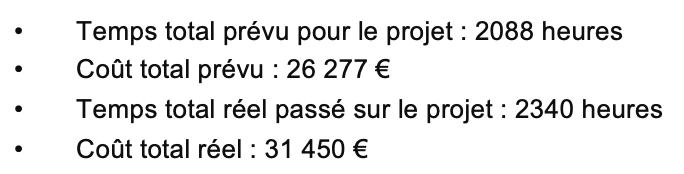 • Temps total prévu pour le projet : 2088 heures
• Coût total prévu : 26 277 €
• Temps total réel passé sur le projet : 2340 heures
• Coût total réel : 31 450 €